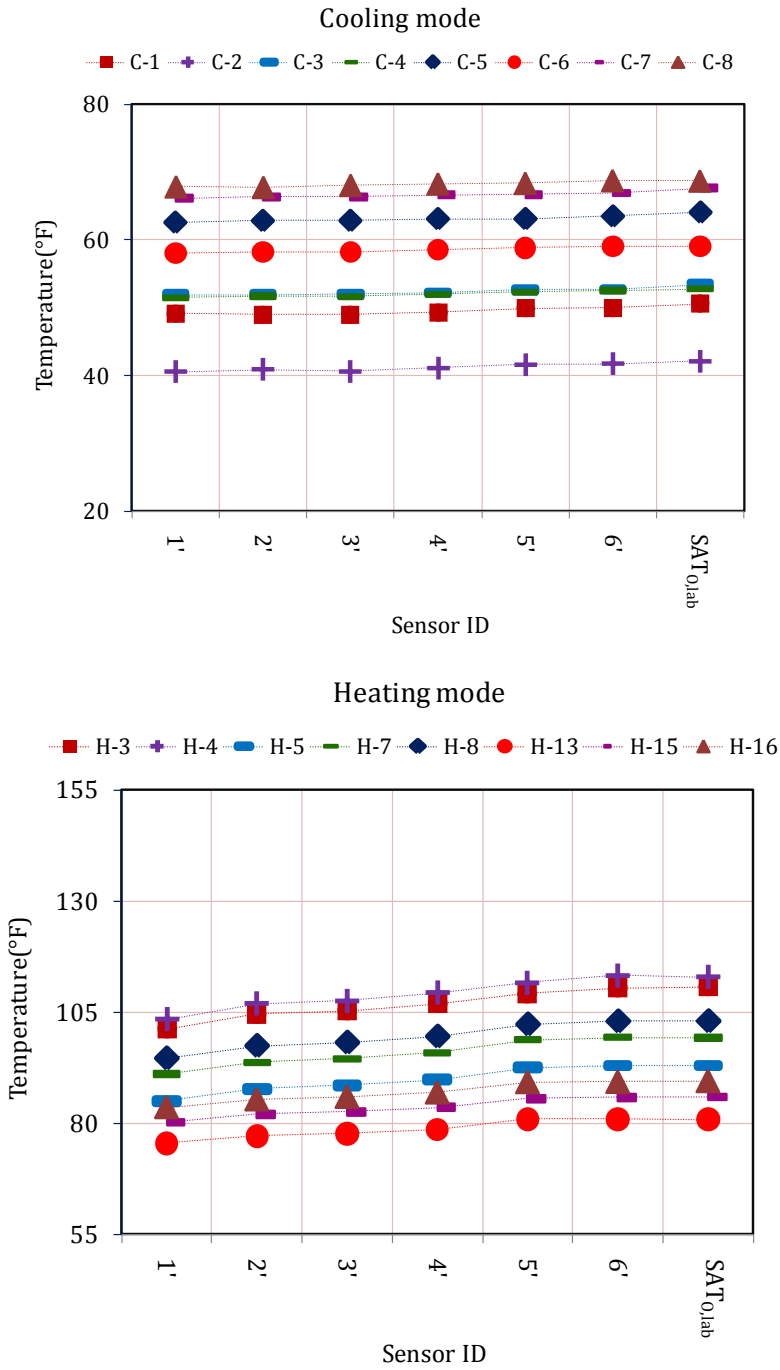 Cooling mode
C-1 C-2 C-3 C-4 C-5 C-6 C-7 C-8
80
60
40
20
Temperature(°F)
1' 2' 3' 4' 5' 6' SAT0,lab
Sensor ID
Heating mode
H-3 H-4 H-5 H-7 H-8 H-13 H-15 H-16
155
130
105
80
55
Temperature(°F)
1' 2' 3' 4' 5' 6' SAT0,lab
Sensor ID